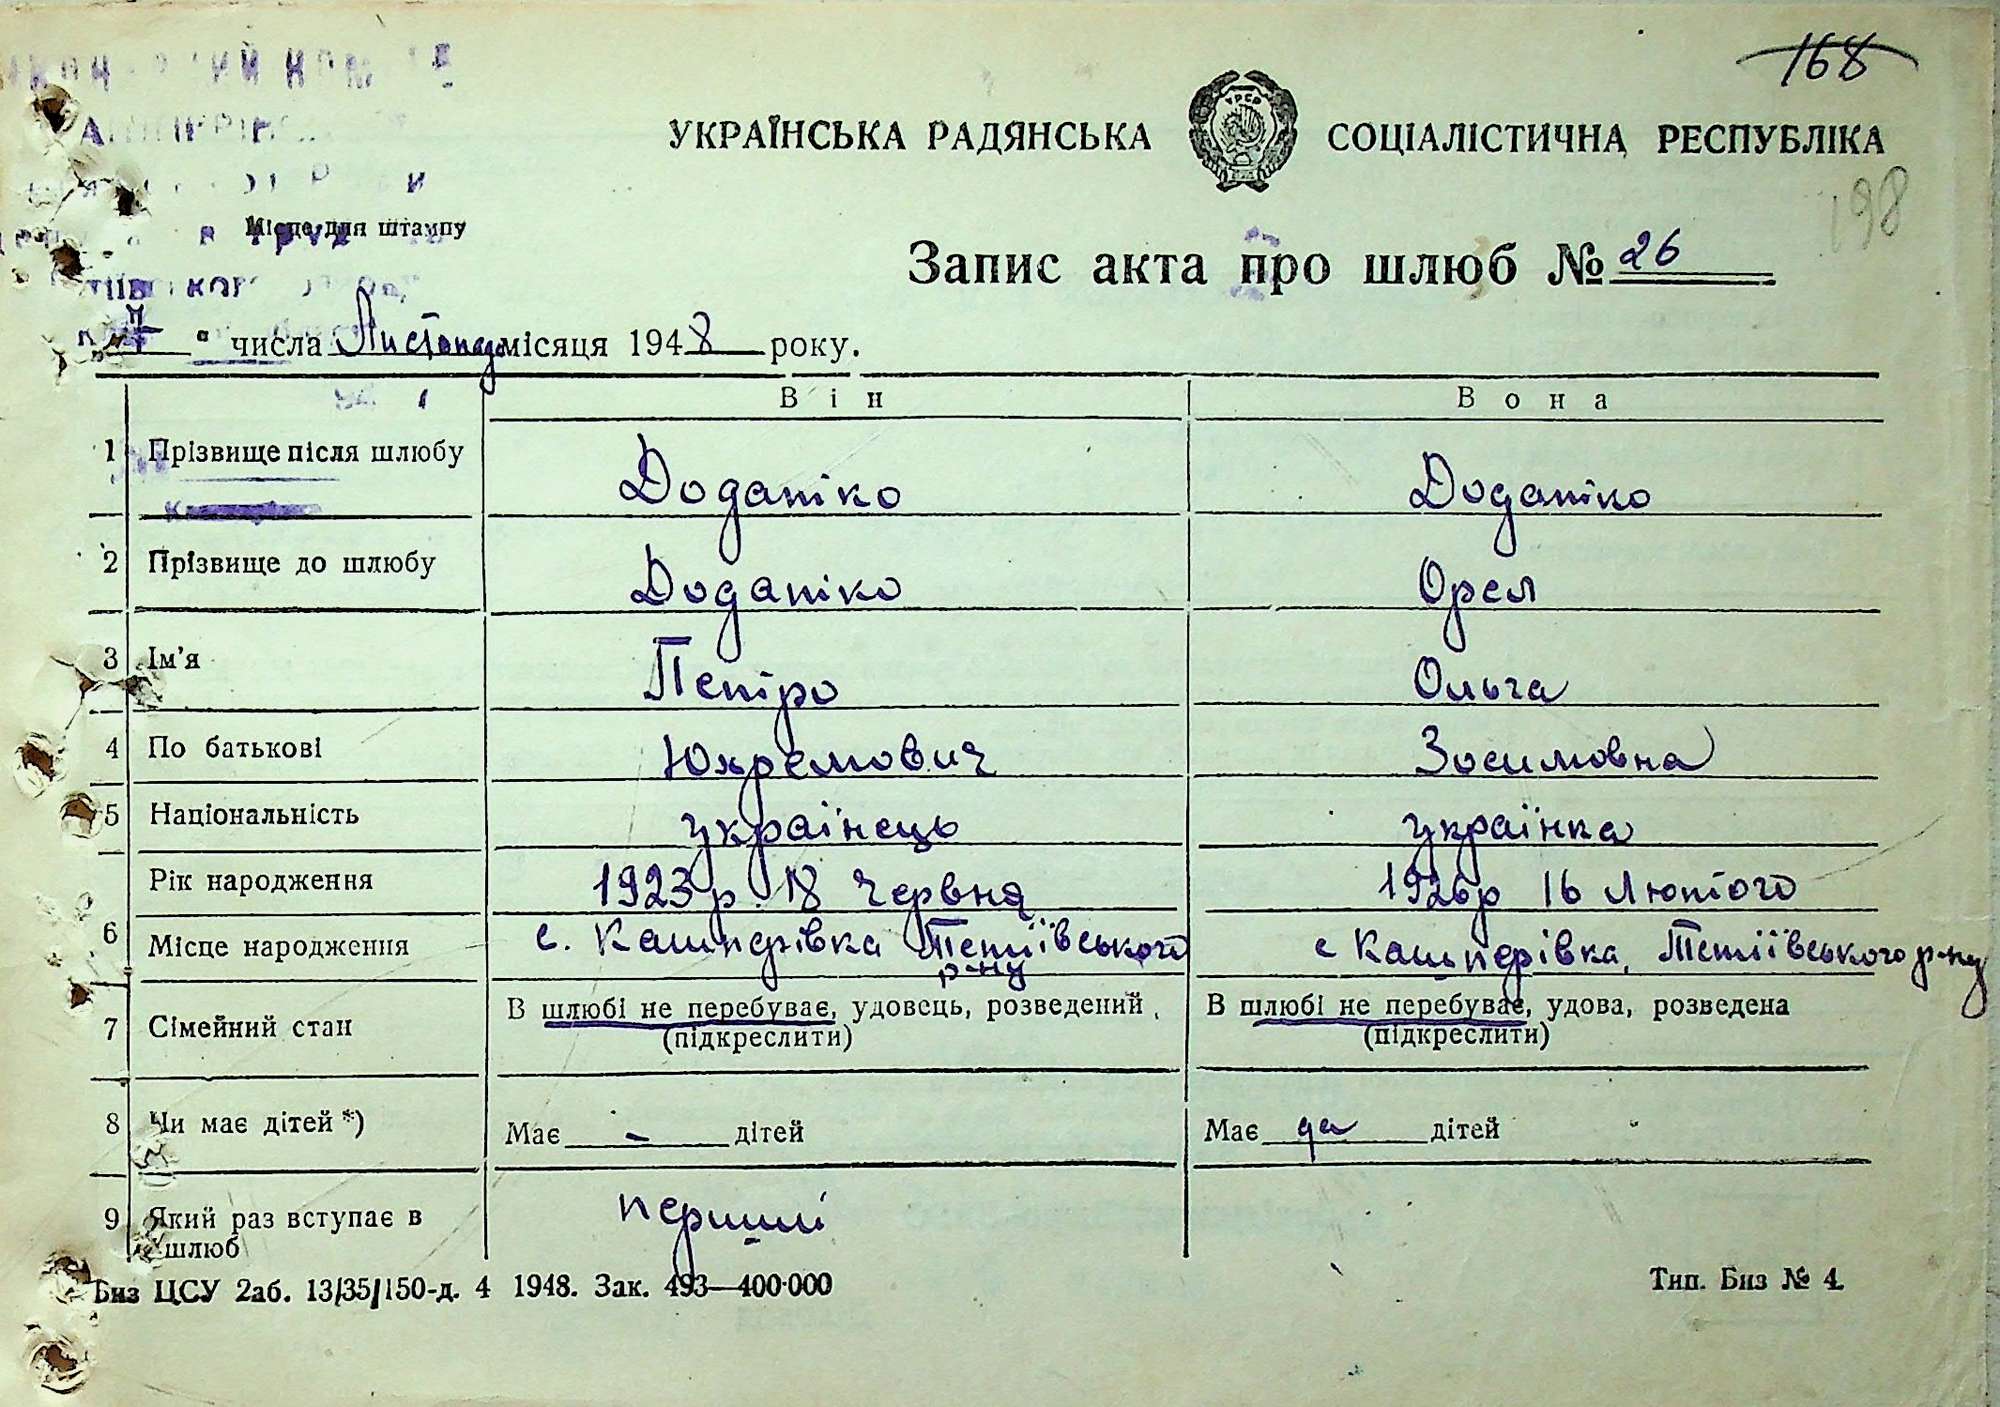 168
УКРАЇНСЬКА РАДЯНСЬКА СОЦІАЛІСТИЧНА РЕСПУБЛІКА
УРСР
198
Місце для штампу
Запис акта про шлюб № 26
" числа Листопада місяця 1948 року.
Він Вона
1 Прізвище після шлюбу Додатко Додатко
2 Прізвище до шлюбу Додатко Орел
3 Ім'я Петро Ольга
4 По батькові Юхремович Зосимовна
5 Національність українець українка
6 Рік народження 1923 р. 18 Червня 1926 р 16 Лютого
Місце народження с. Кашперівка Тетіївського р-ну с Кашперівка, Тетіївського р-ну
7 Сімейний стан В шлюбі не перебуває, удовець, розведений В шлюбі не перебуває, удова, розведена
(підкреслити) (підкреслити)
8 Чи має дітей *) Має - дітей Має да дітей
9 Який раз вступає в шлюб перший
Биз ЦСУ 2аб. 13/35/150-д. 4 1948. Зак. 493—400·000 Тип. Биз № 4.